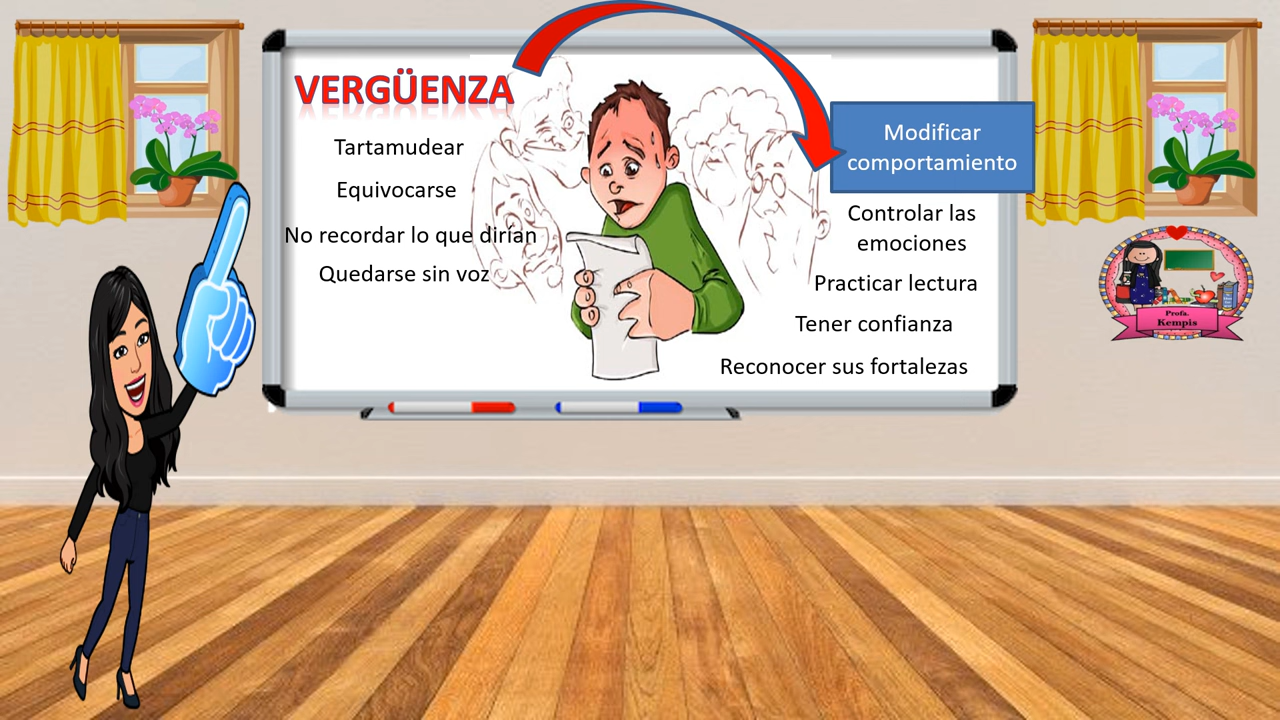 VERGÜENZA
Tartamudear
Equivocarse
No recordar lo que dirían
Quedarse sin voz
Modificar
comportamiento
Controlar las
emociones
Practicar lectura
Tener confianza
Reconocer sus fortalezas
Profa.
Kempis